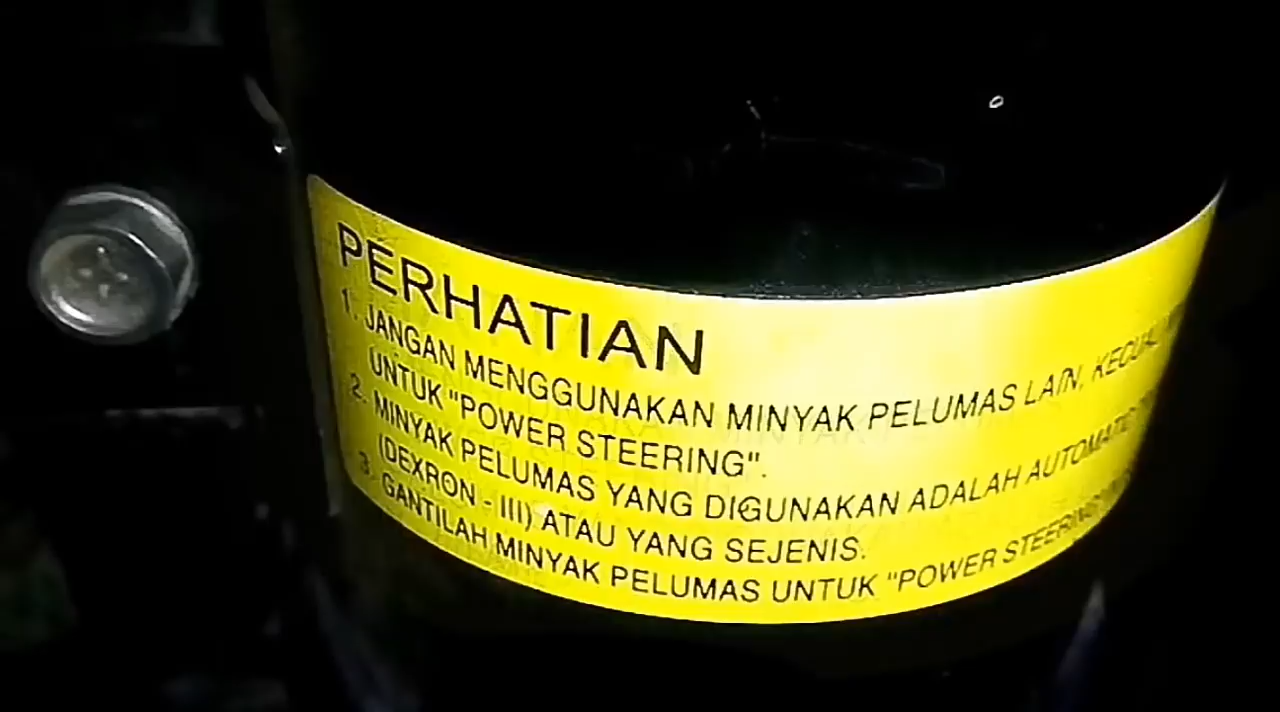 PERHATIAN
1. JANGAN MENGGUNAKAN MINYAK PELUMAS LAIN, KECUALI
UNTUK "POWER STEERING".
2. MINYAK PELUMAS YANG DIGUNAKAN ADALAH AUTOMATIC
(DEXRON - III) ATAU YANG SEJENIS.
3. GANTILAH MINYAK PELUMAS UNTUK "POWER STEERING